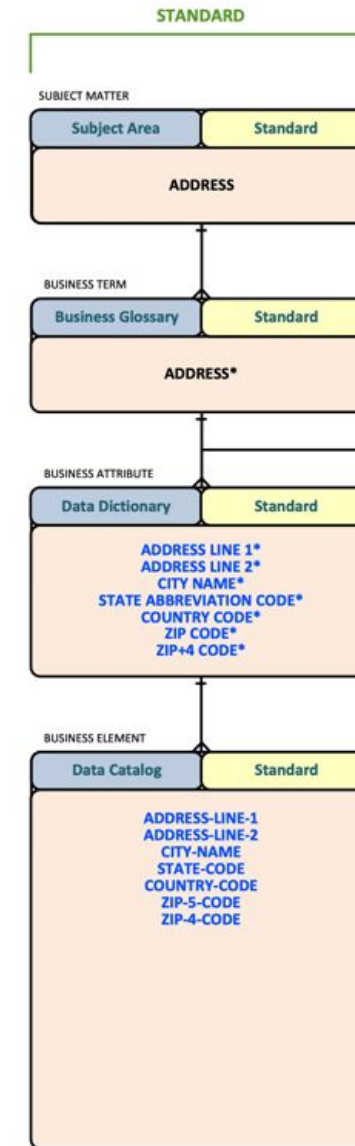 STANDARD
SUBJECT MATTER
Subject Area Standard
ADDRESS
BUSINESS TERM
Business Glossary Standard
ADDRESS*
BUSINESS ATTRIBUTE
Data Dictionary Standard
ADDRESS LINE 1*
ADDRESS LINE 2*
CITY NAME*
STATE ABBREVIATION CODE*
COUNTRY CODE*
ZIP CODE*
ZIP+4 CODE*
BUSINESS ELEMENT
Data Catalog Standard
ADDRESS-LINE-1
ADDRESS-LINE-2
CITY-NAME
STATE-CODE
COUNTRY-CODE
ZIP-5-CODE
ZIP-4-CODE